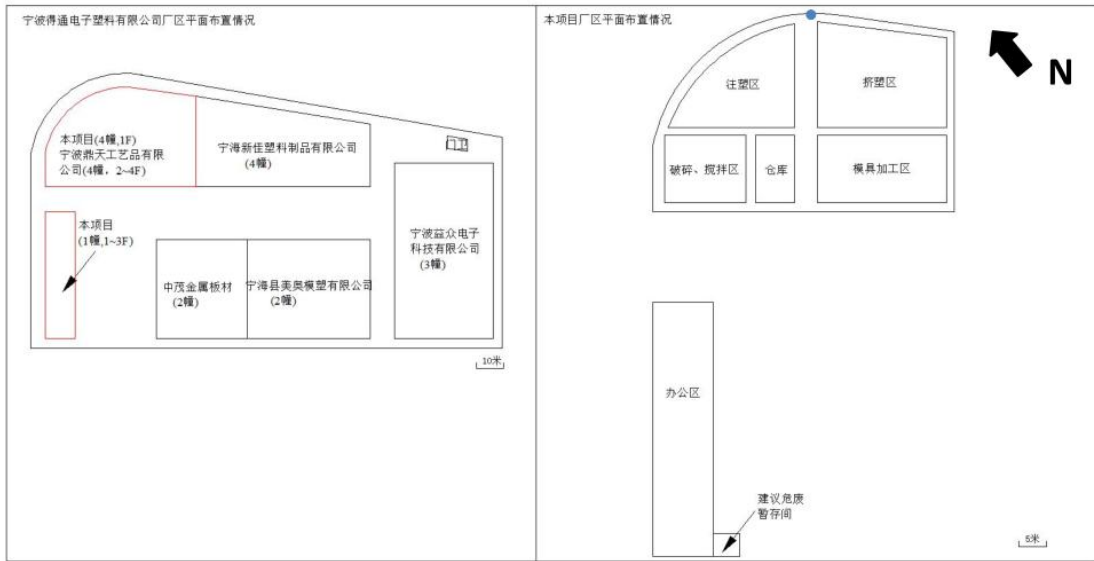 宁波得通电子塑料有限公司厂区平面布置情况
本项目(4幢,1F)
宁波鼎天工艺品有限
公司(4幢，2~4F)
宁海新佳塑料制品有限公司
(4幢)
本项目
(1幢,1~3F)
中茂金属板材
(2幢)
宁海县美奥模塑有限公司
(2幢)
宁波益众电子
科技有限公司
(3幢)
10米
本项目厂区平面布置情况
N
注塑区
挤塑区
破碎、搅拌区
仓库
模具加工区
办公区
建议危废
暂存间
5米